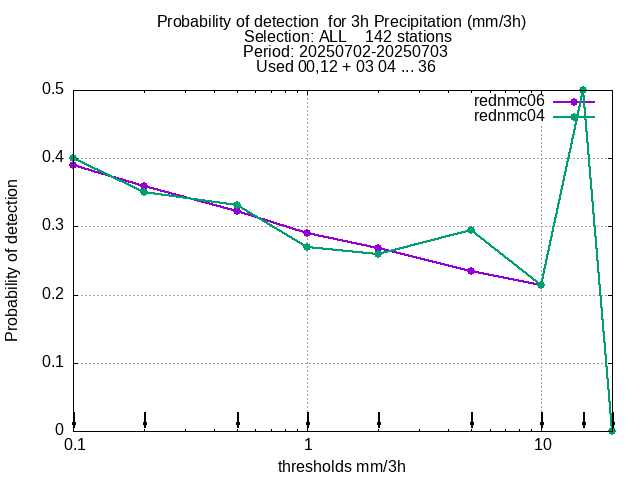 Probability of detection  for 3h Precipitation (mm/3h)
Selection: ALL    142 stations
Period: 20250702-20250703
Used 00,12 + 03 04 ... 36
rednmc06
rednmc04
0.5
0.4
0.3
0.2
0.1
0
Probability of detection
0.1 1 10
thresholds mm/3h